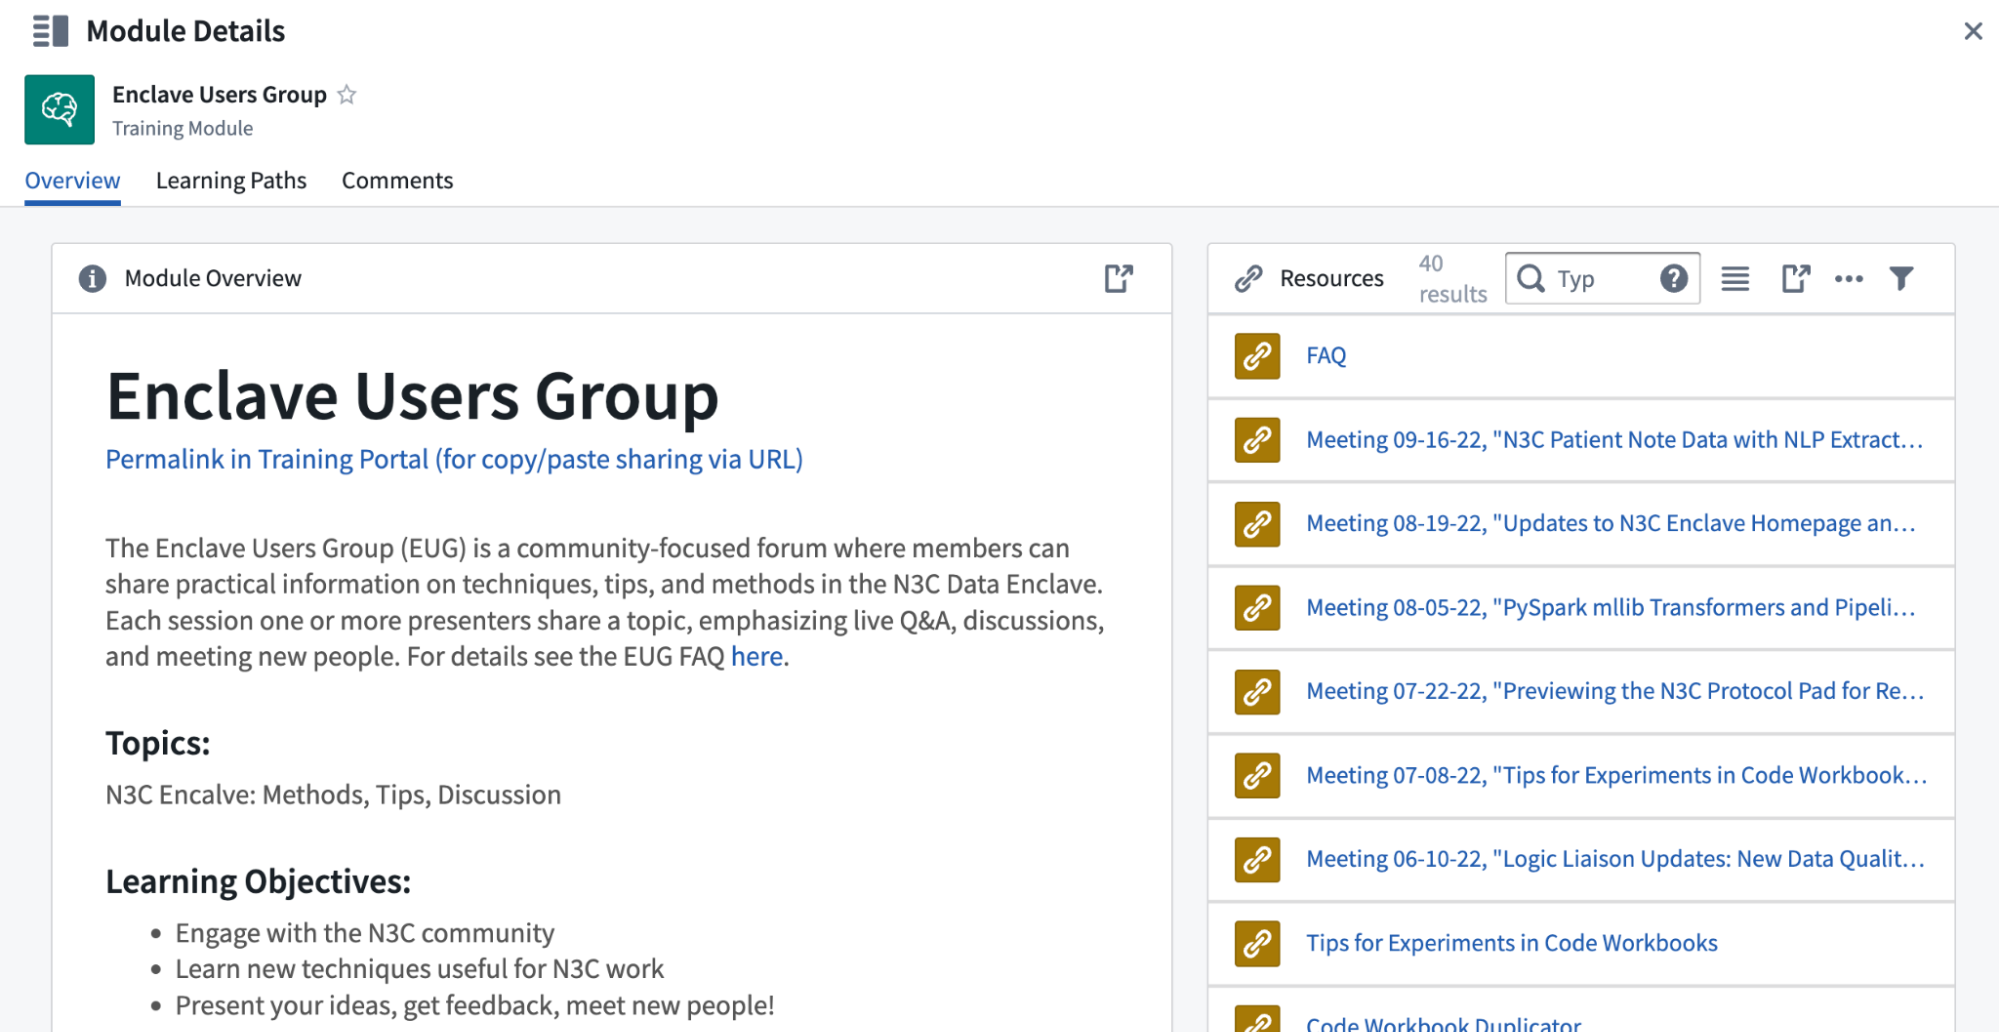 Module Details
Enclave Users Group
Training Module
Overview
Learning Paths
Comments
Module Overview
Enclave Users Group
Permalink in Training Portal (for copy/paste sharing via URL)
The Enclave Users Group (EUG) is a community-focused forum where members can
share practical information on techniques, tips, and methods in the N3C Data Enclave.
Each session one or more presenters share a topic, emphasizing live Q&A, discussions,
and meeting new people. For details see the EUG FAQ here.
Topics:
N3C Encalve: Methods, Tips, Discussion
Learning Objectives:
• Engage with the N3C community
• Learn new techniques useful for N3C work
• Present your ideas, get feedback, meet new people!
Resources
40
results
Typ
FAQ
Meeting 09-16-22, "N3C Patient Note Data with NLP Extract…
Meeting 08-19-22, "Updates to N3C Enclave Homepage an…
Meeting 08-05-22, "PySpark mllib Transformers and Pipeli…
Meeting 07-22-22, "Previewing the N3C Protocol Pad for Re…
Meeting 07-08-22, "Tips for Experiments in Code Workbook…
Meeting 06-10-22, "Logic Liaison Updates: New Data Qualit…
Tips for Experiments in Code Workbooks
Code Workbook Duplicator